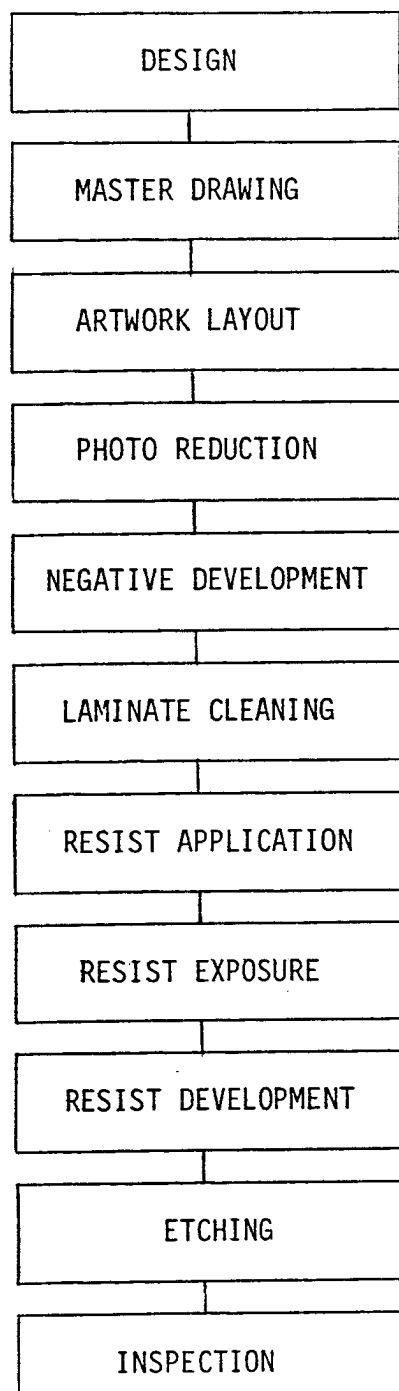 DESIGN
MASTER DRAWING
ARTWORK LAYOUT
PHOTO REDUCTION
NEGATIVE DEVELOPMENT
LAMINATE CLEANING
RESIST APPLICATION
RESIST EXPOSURE
RESIST DEVELOPMENT
ETCHING
INSPECTION